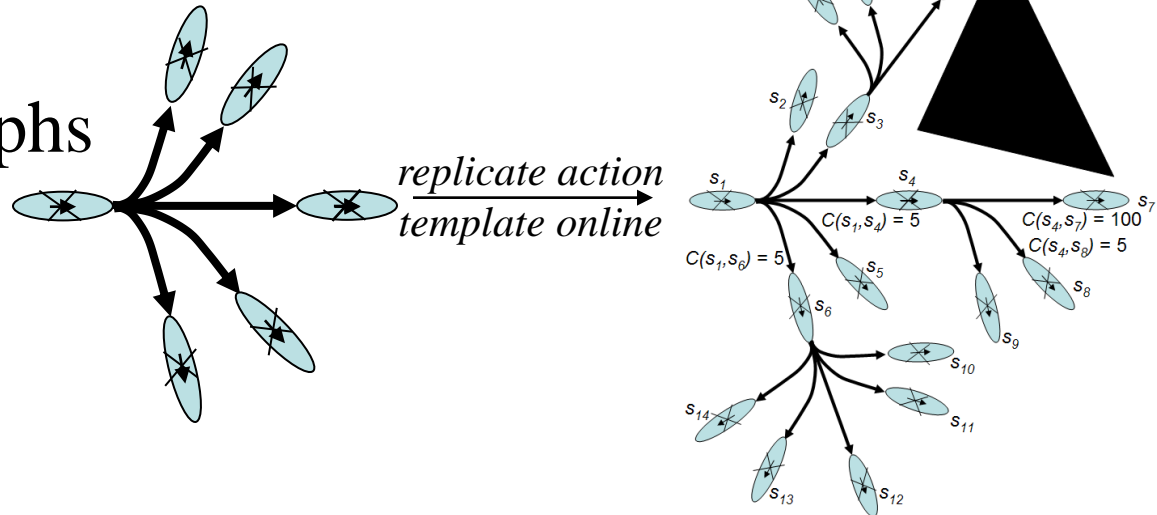 phs
replicate action
template online
s2
s3
s1
s4
s7
C(s1,s4) = 5
C(s4,s7) = 100
C(s4,s8) = 5
C(s1,s6) = 5
s5
s8
s6
s9
s10
s14
s11
s13
s12